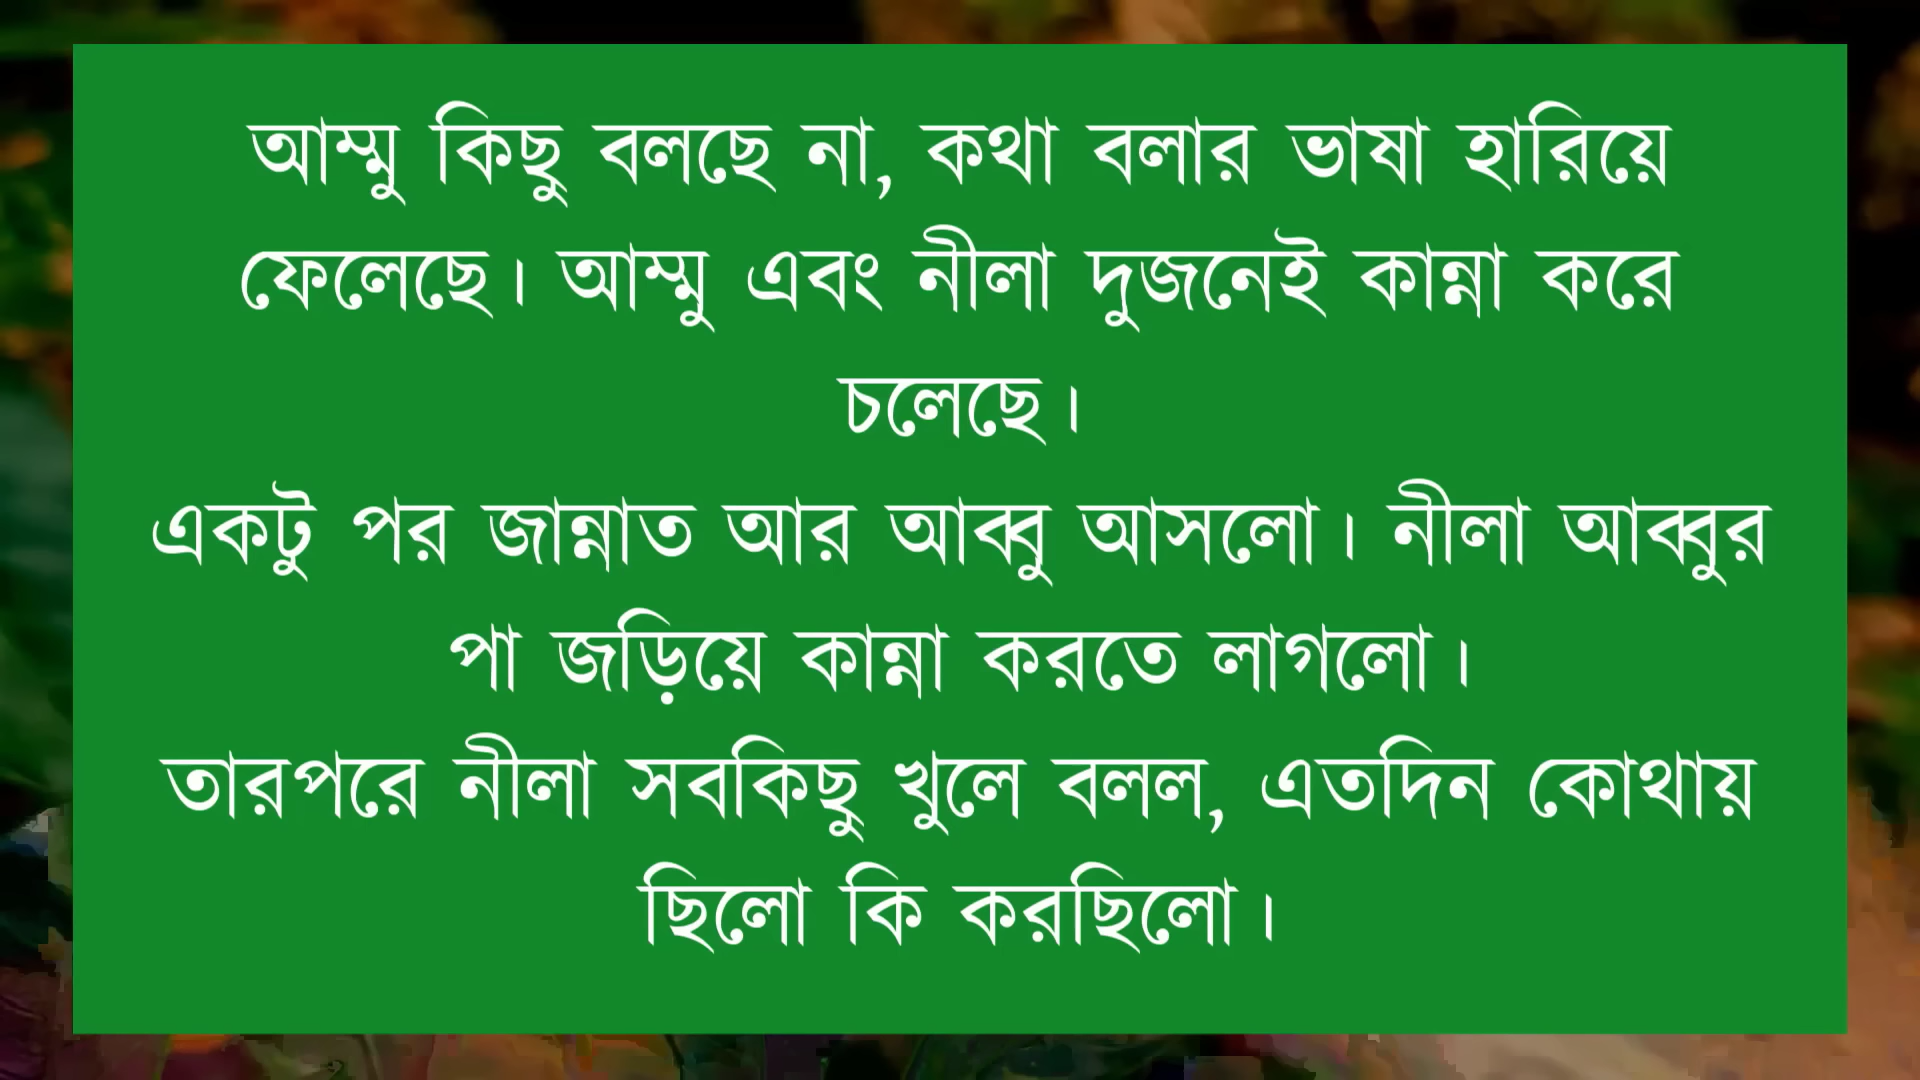 আম্মু কিছু বলছে না, কথা বলার ভাষা হারিয়ে
ফেলেছে। আম্মু এবং নীলা দুজনেই কান্না করে
চলেছে।
একটু পর জান্নাত আর আব্বু আসলো। নীলা আব্বুর
পা জড়িয়ে কান্না করতে লাগলো।
তারপরে নীলা সবকিছু খুলে বলল, এতদিন কোথায়
ছিলো কি করছিলো।